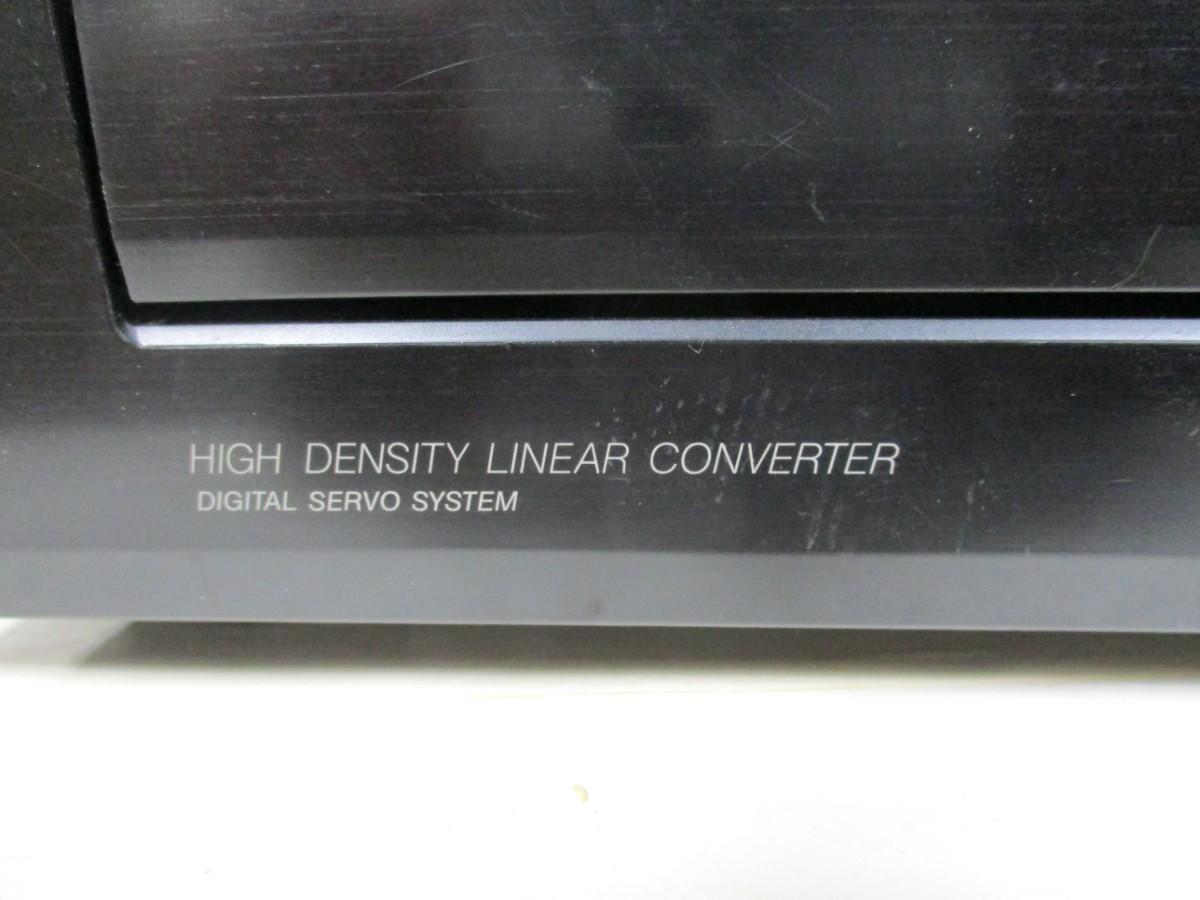 HIGH DENSITY LINEAR CONVERTER
DIGITAL SERVO SYSTEM